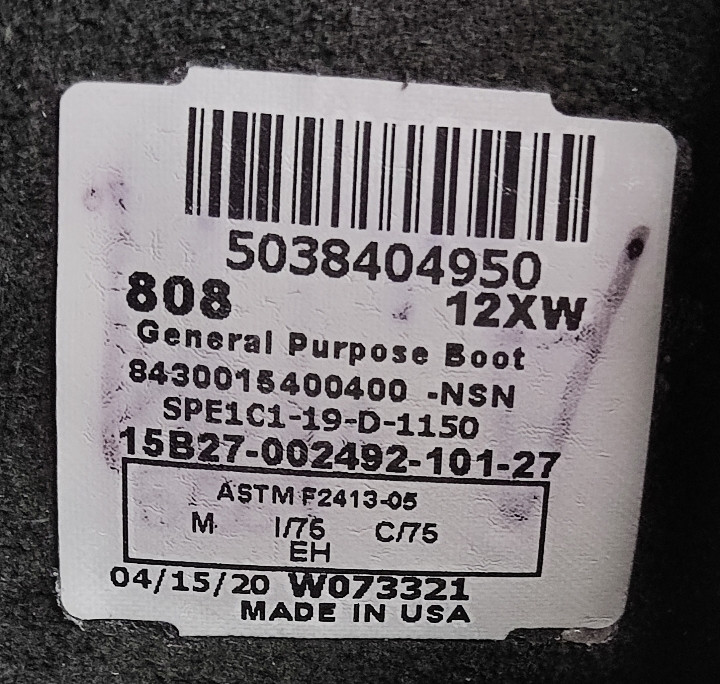 5038404950
808 12XW
General Purpose Boot
8430015400400 -NSN
SPE1C1-19-D-1150
15B27-002492-101-27
ASTM F2413-05
M I/75 C/75
EH
04/15/20 W073321
MADE IN USA